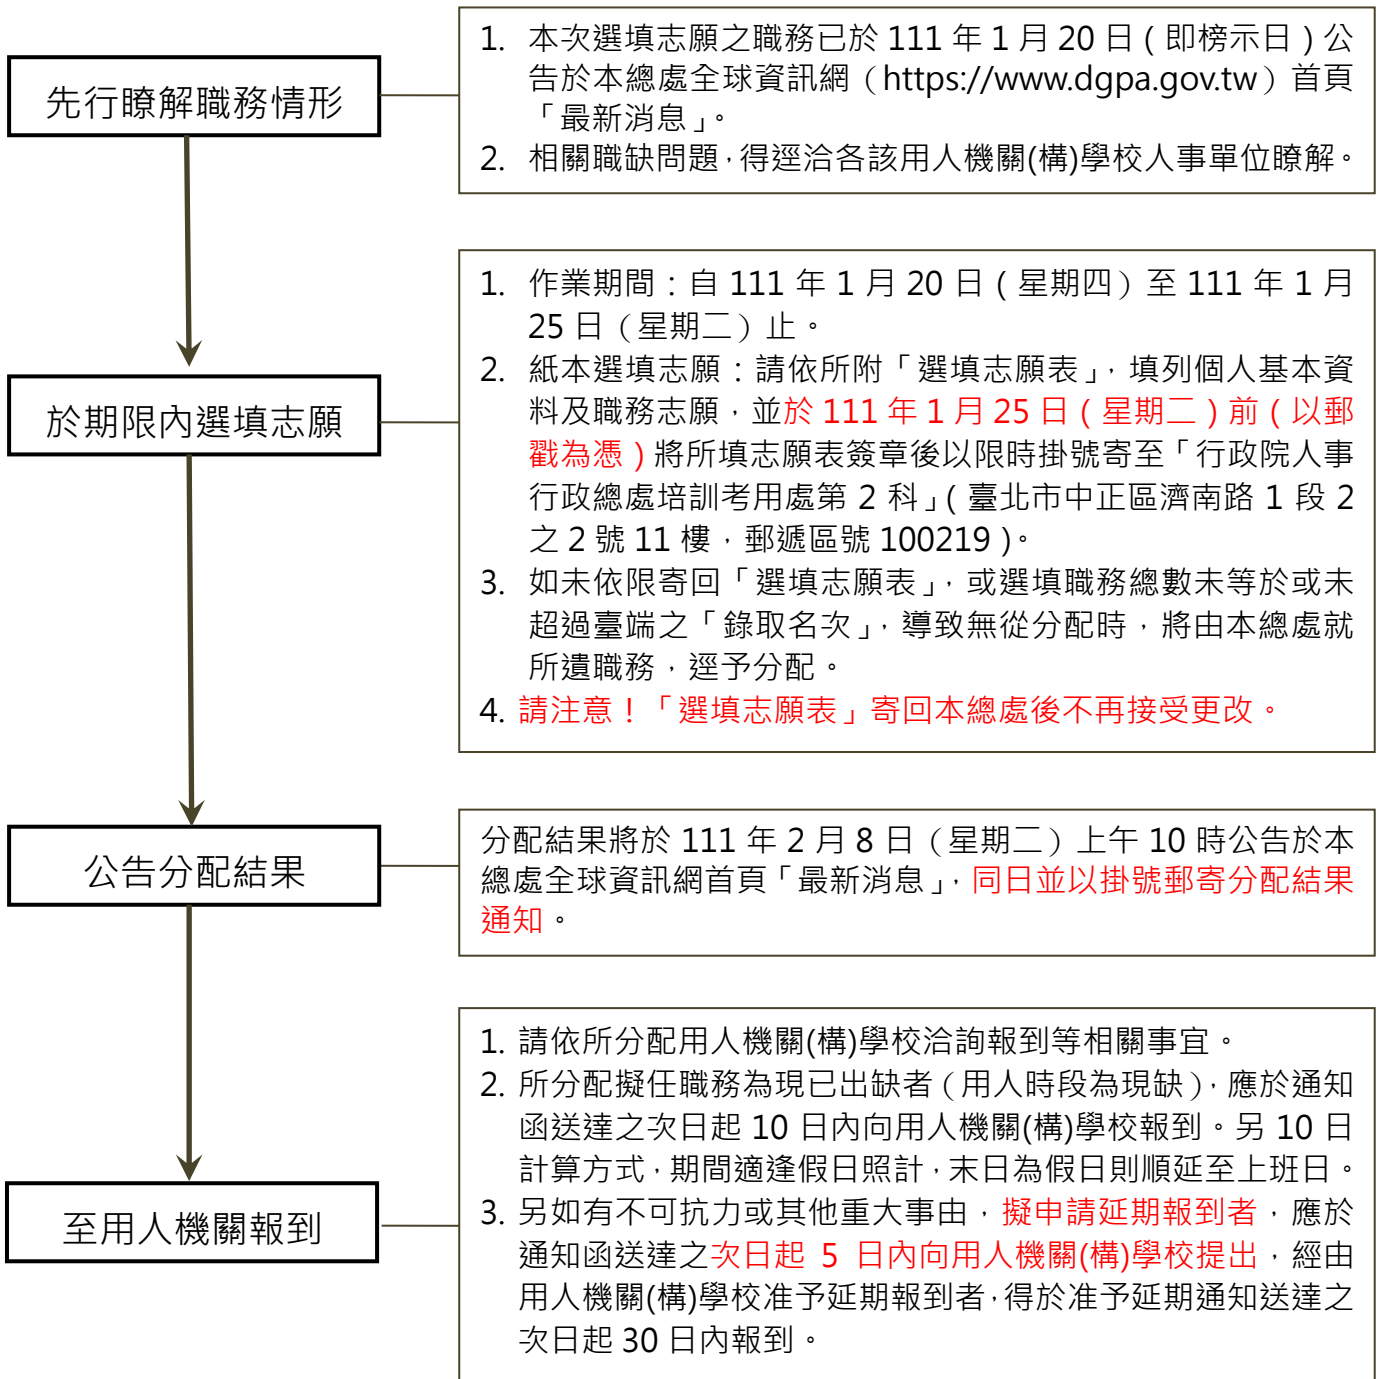 先行瞭解職務情形
1. 本次選填志願之職務已於 111 年 1 月 20 日（即榜示日）公
告於本總處全球資訊網（https://www.dgpa.gov.tw）首頁
「最新消息」。
2. 相關職缺問題，得逕洽各該用人機關(構)學校人事單位瞭解。
於期限內選填志願
1. 作業期間：自 111 年 1 月 20 日（星期四）至 111 年 1 月
25 日（星期二）止。
2. 紙本選填志願：請依所附「選填志願表」，填列個人基本資
料及職務志願，並於 111 年 1 月 25 日（星期二）前（以郵
戳為憑）將所填志願表簽章後以限時掛號寄至「行政院人事
行政總處培訓考用處第 2 科」（臺北市中正區濟南路 1 段 2
之 2 號 11 樓，郵遞區號 100219）。
3. 如未依限寄回「選填志願表」，或選填職務總數未等於或未
超過臺端之「錄取名次」，導致無從分配時，將由本總處就
所遺職務，逕予分配。
4. 請注意！「選填志願表」寄回本總處後不再接受更改。
公告分配結果
分配結果將於 111 年 2 月 8 日（星期二）上午 10 時公告於本
總處全球資訊網首頁「最新消息」，同日並以掛號郵寄分配結果
通知。
至用人機關報到
1. 請依所分配用人機關(構)學校洽詢報到等相關事宜。
2. 所分配擬任職務為現已出缺者（用人時段為現缺），應於通知
函送達之次日起 10 日內向用人機關(構)學校報到。另 10 日
計算方式，期間適逢假日照計，末日為假日則順延至上班日。
3. 另如有不可抗力或其他重大事由，擬申請延期報到者，應於
通知函送達之次日起 5 日內向用人機關(構)學校提出，經由
用人機關(構)學校准予延期報到者，得於准予延期通知送達之
次日起 30 日內報到。